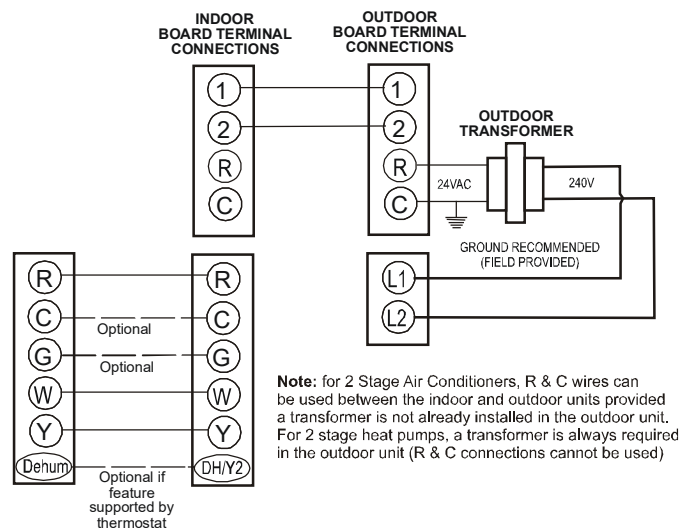 INDOOR
BOARD TERMINAL
CONNECTIONS
OUTDOOR
BOARD TERMINAL
CONNECTIONS
1
2
R
C
1
2
R
C
OUTDOOR
TRANSFORMER
24VAC
240V
GROUND RECOMMENDED
(FIELD PROVIDED)
L1
L2
R
C
G
W
Y
Dehum
Optional
Optional
Optional if
feature
supported by
thermostat
R
C
G
W
Y
DH/Y2
Note: for 2 Stage Air Conditioners, R & C wires can
be used between the indoor and outdoor units provided
a transformer is not already installed in the outdoor unit.
For 2 stage heat pumps, a transformer is always required
in the outdoor unit (R & C connections cannot be used)